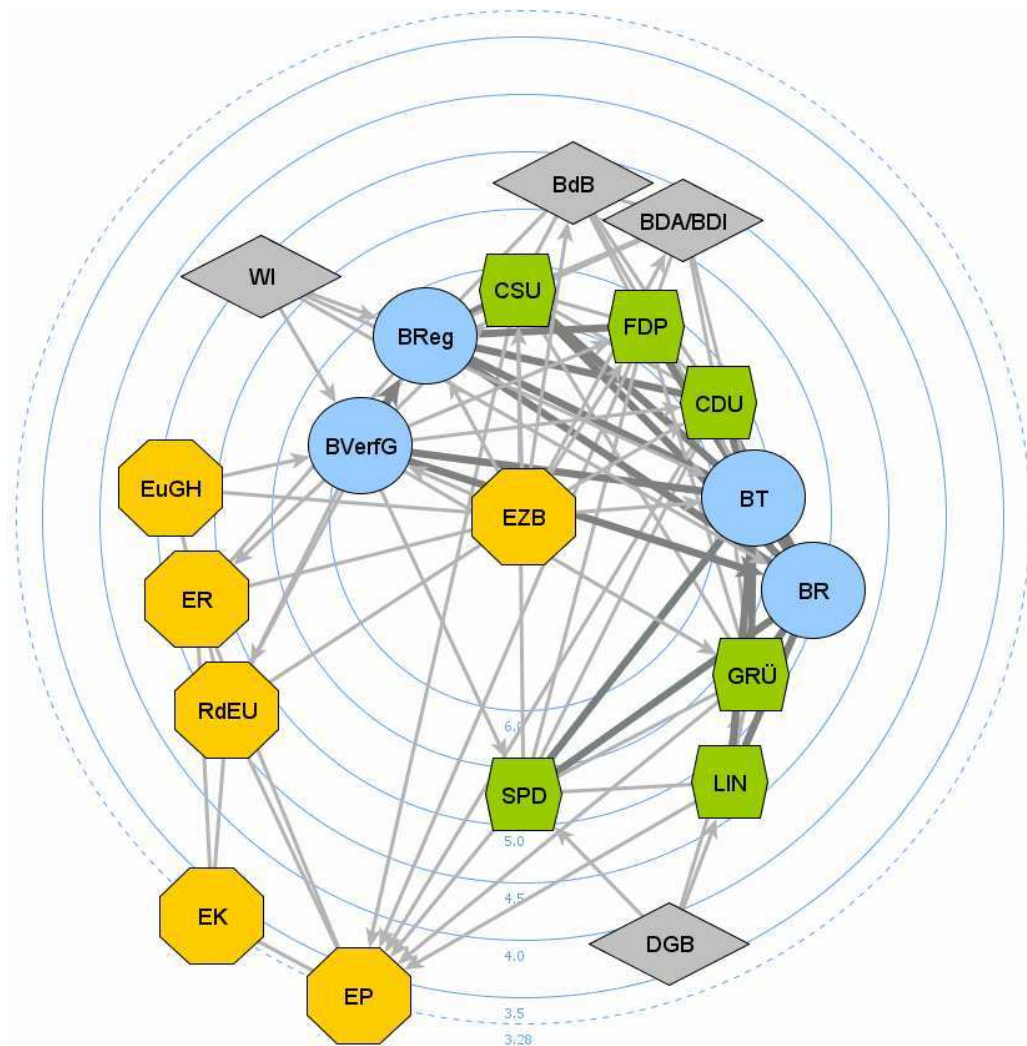 BdB
BDA/BDI
WI
CSU
FDP
BReg
CDU
BVerfG
EuGH
BT
EZB
ER
BR
GRÜ
RdEU
6,0
SPD
LIN
5.0
4.5
EK
DGB
4.0
EP
3.5
3.28